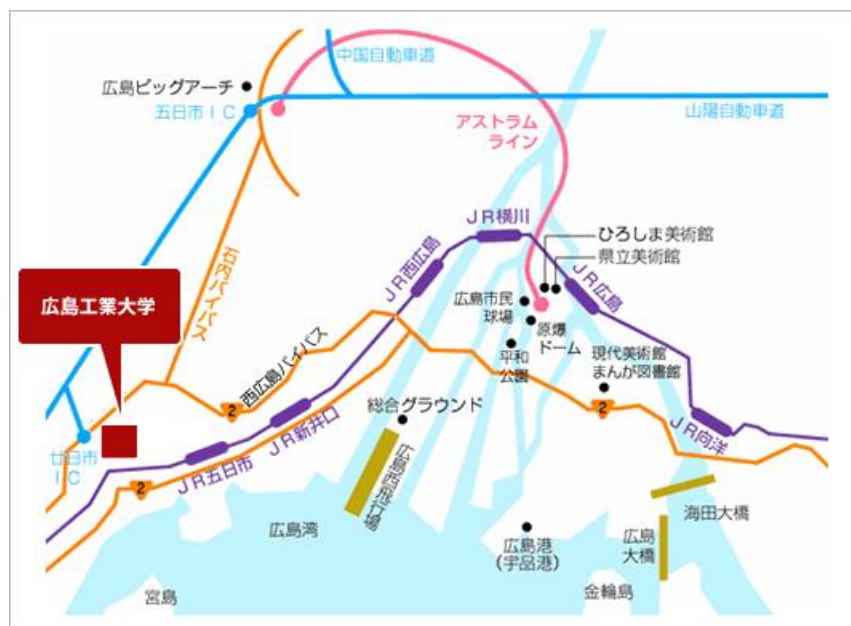 中国自動車道
広島ビッグアーチ
五日市IC
山陽自動車道
アストラム
ライン
JR横川
ひろしま美術館
県立美術館
JR西広島
JR広島
石内バイパス
広島工業大学
広島市民
球場
原爆
ドーム
平和
公園
西広島バイパス
現代美術館
まんが図書館
2
2
総合グラウンド
JR新井口
JR向洋
廿日市
IC
JR五日市
2
広島西飛行場
海田大橋
広島湾
広島港
(宇品港)
広島
大橋
宮島
金輪島